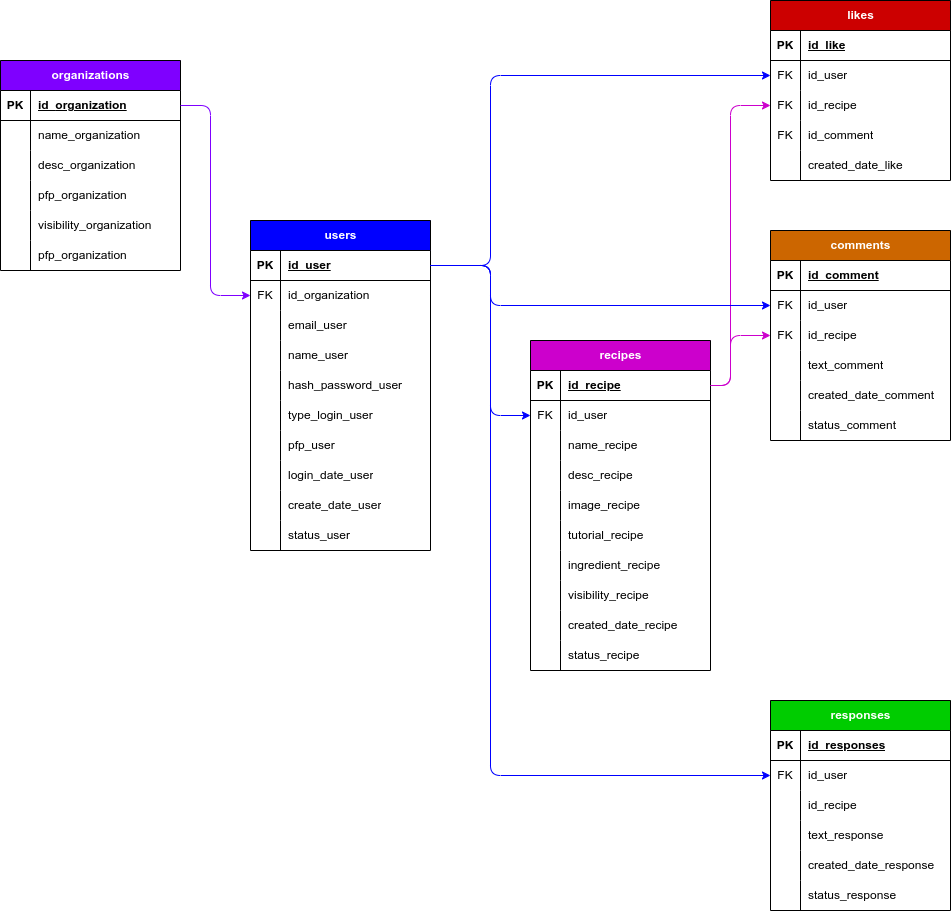 organizations
PK id_organization
name_organization
desc_organization
pfp_organization
visibility_organization
pfp_organization
users
PK id_user
FK id_organization
email_user
name_user
hash_password_user
type_login_user
pfp_user
login_date_user
create_date_user
status_user
recipes
PK id_recipe
FK id_user
name_recipe
desc_recipe
image_recipe
tutorial_recipe
ingredient_recipe
visibility_recipe
created_date_recipe
status_recipe
likes
PK id_like
FK id_user
FK id_recipe
FK id_comment
created_date_like
comments
PK id_comment
FK id_user
FK id_recipe
text_comment
created_date_comment
status_comment
responses
PK id_responses
FK id_user
id_recipe
text_response
created_date_response
status_response